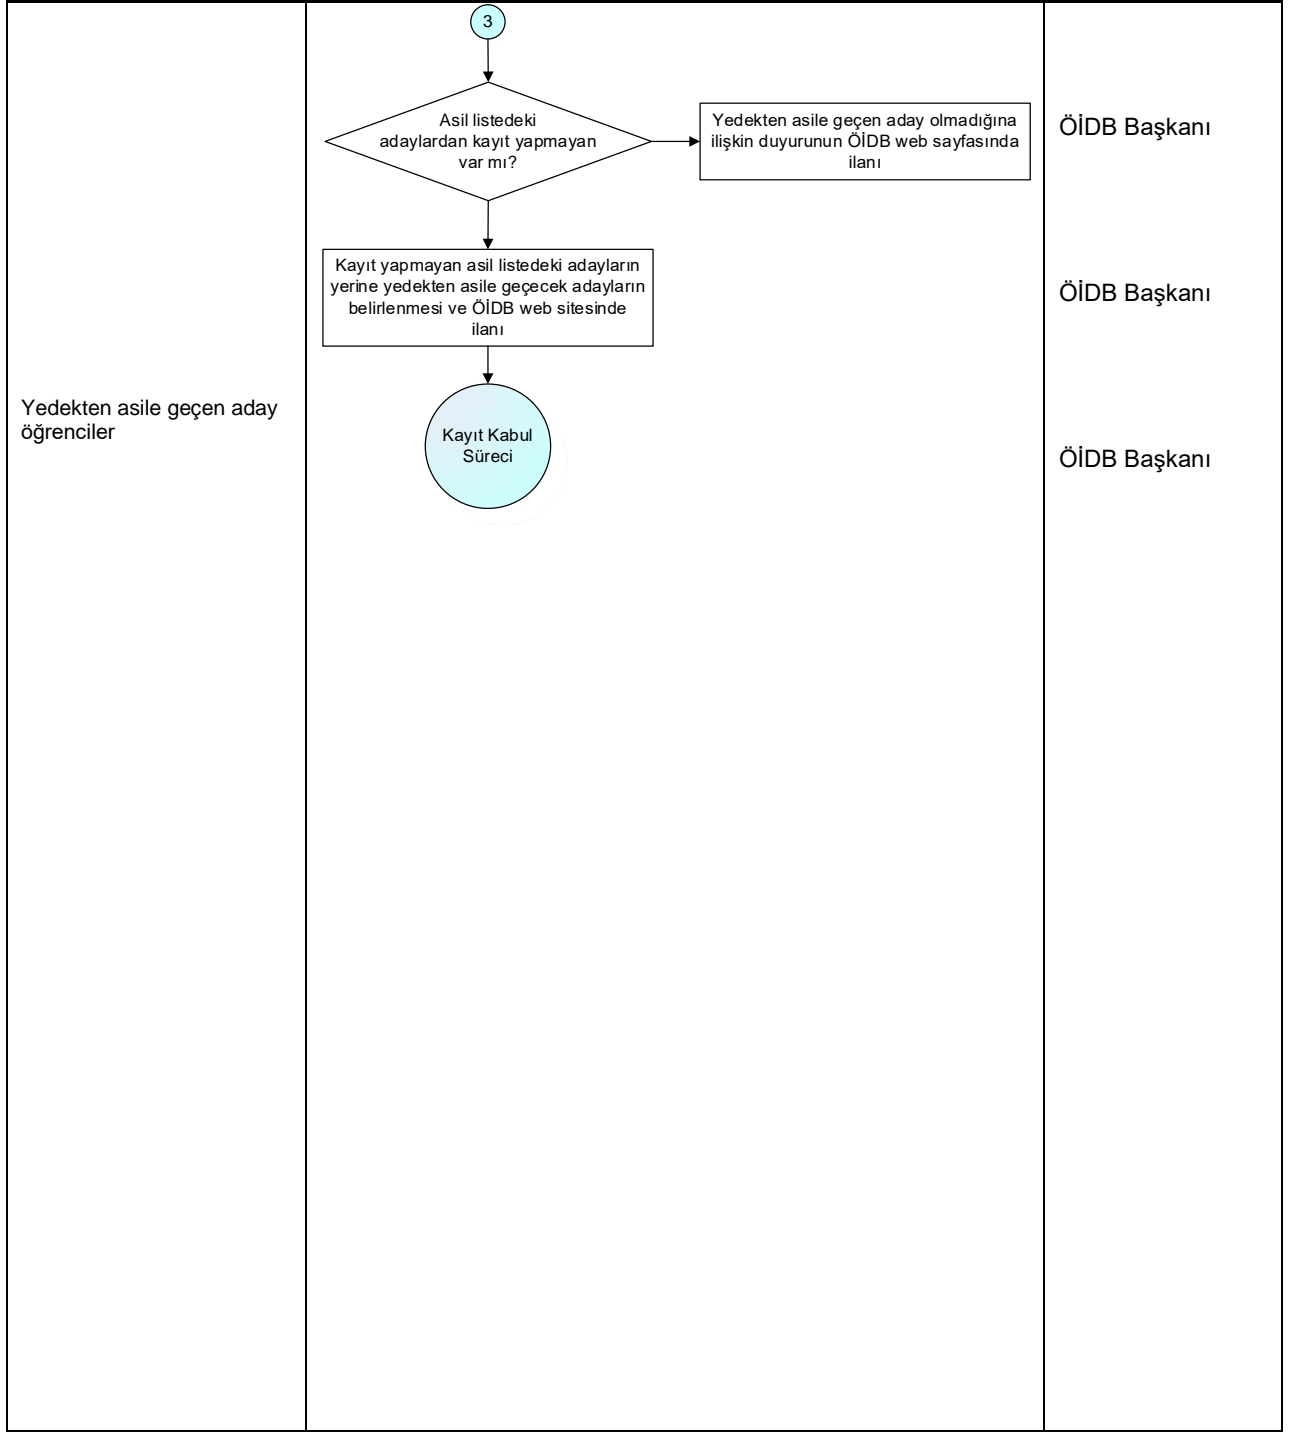 3
Asil listedeki
adaylardan kayıt yapmayan
var mı?
Yedekten asile geçen aday olmadığına
ilişkin duyurunun ÖİDB web sayfasında
ilanı
ÖİDB Başkanı
Kayıt yapmayan asil listedeki adayların
yerine yedekten asile geçecek adayların
belirlenmesi ve ÖİDB web sitesinde
ilanı
ÖİDB Başkanı
Yedekten asile geçen aday
öğrenciler
Kayıt Kabul
Süreci
ÖİDB Başkanı